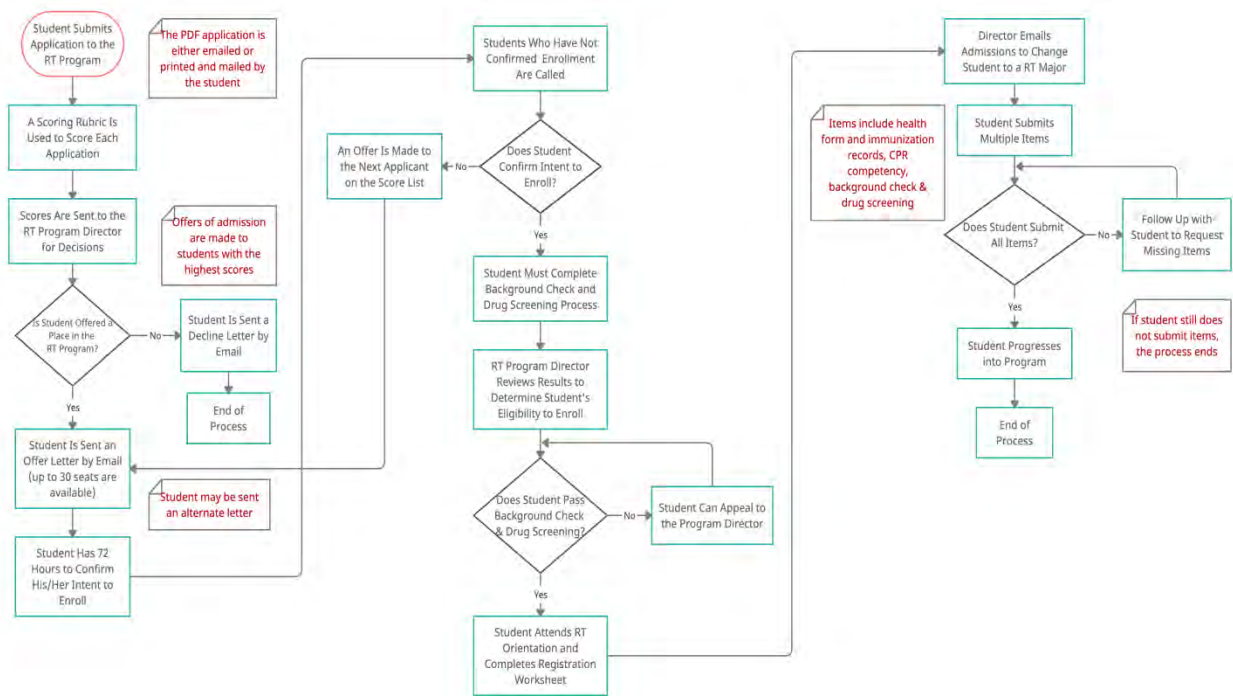 Student Submits
Application to the
RT Program
The PDF application is
either emailed or
printed and mailed by
the student
A Scoring Rubric Is
Used to Score Each
Application
Scores Are Sent to the
RT Program Director
for Decisions
Offers of admission
are made to
students with the
highest scores
Is Student Offered a
Place in the
RT Program?
No
Student Is Sent a
Decline Letter by
Email
End of
Process
Yes
Student Is Sent an
Offer Letter by Email
(up to 30 seats are
available)
Student may be sent
an alternate letter
Student Has 72
Hours to Confirm
His/Her Intent to
Enroll
Students Who Have Not
Confirmed Enrollment
Are Called
Does Student
Confirm Intent to
Enroll?
No
An Offer Is Made to
the Next Applicant
on the Score List
Yes
Student Must Complete
Background Check and
Drug Screening Process
RT Program Director
Reviews Results to
Determine Student's
Eligibility to Enroll
Does Student Pass
Background Check
& Drug Screening?
No
Student Can Appeal to
the Program Director
Yes
Student Attends RT
Orientation and
Completes Registration
Worksheet
Director Emails
Admissions to Change
Student to a RT Major
Student Submits
Multiple Items
Items include health
form and immunization
records, CPR
competency,
background check &
drug screening
Does Student Submit
All Items?
No
Follow Up with
Student to Request
Missing Items
Yes
If student still does
not submit items,
the process ends
Student Progresses
into Program
End of
Process